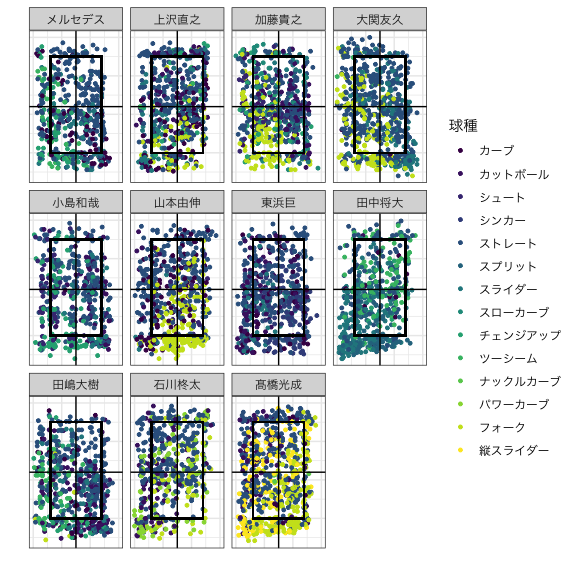 メルセデス
上沢直之
加藤貴之
大関友久
小島和哉
山本由伸
東浜巨
田中将大
田嶋大樹
石川柊太
髙橋光成
球種
カーブ
カットボール
シュート
シンカー
ストレート
スプリット
スライダー
スローカーブ
チェンジアップ
ツーシーム
ナックルカーブ
パワーカーブ
フォーク
縦スライダー